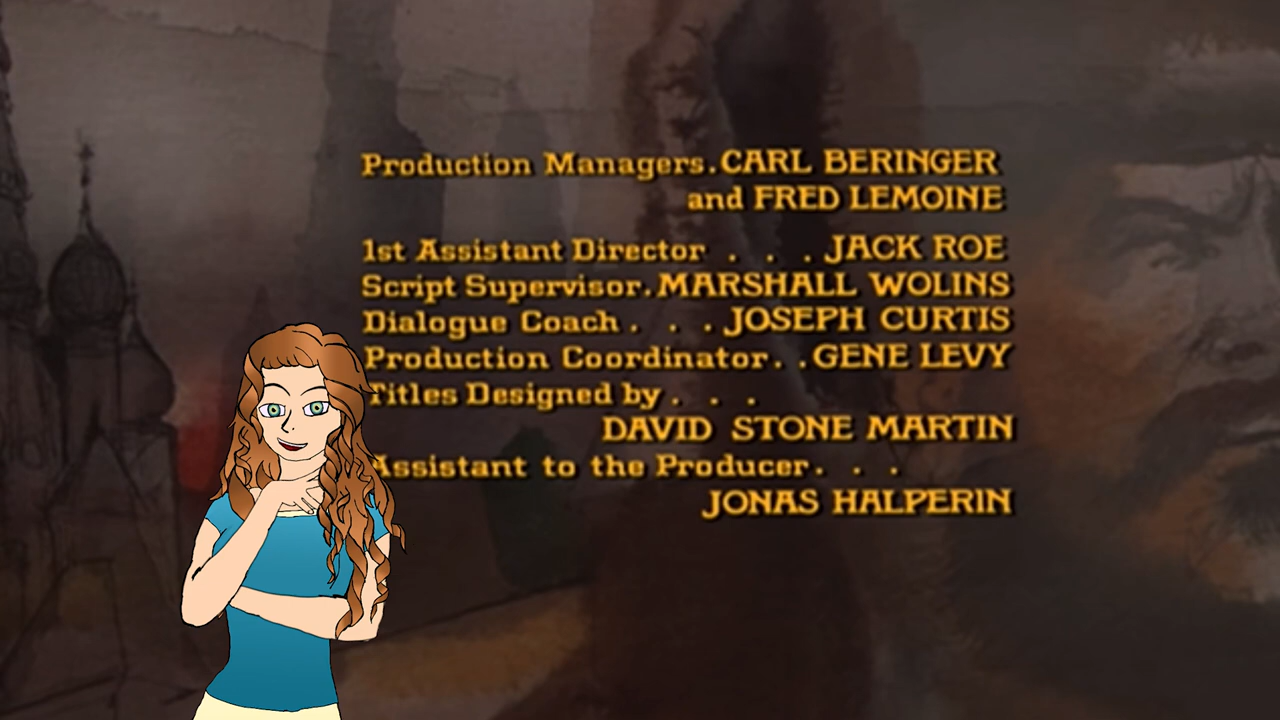 Production Managers.CARL BERINGER
and FRED LEMOINE
1st Assistant Director . . . JACK ROE
Script Supervisor.MARSHALL WOLINS
Dialogue Coach . . . JOSEPH CURTIS
Production Coordinator. . GENE LEVY
Titles Designed by . . .
DAVID STONE MARTIN
Assistant to the Producer. . .
JONAS HALPERIN